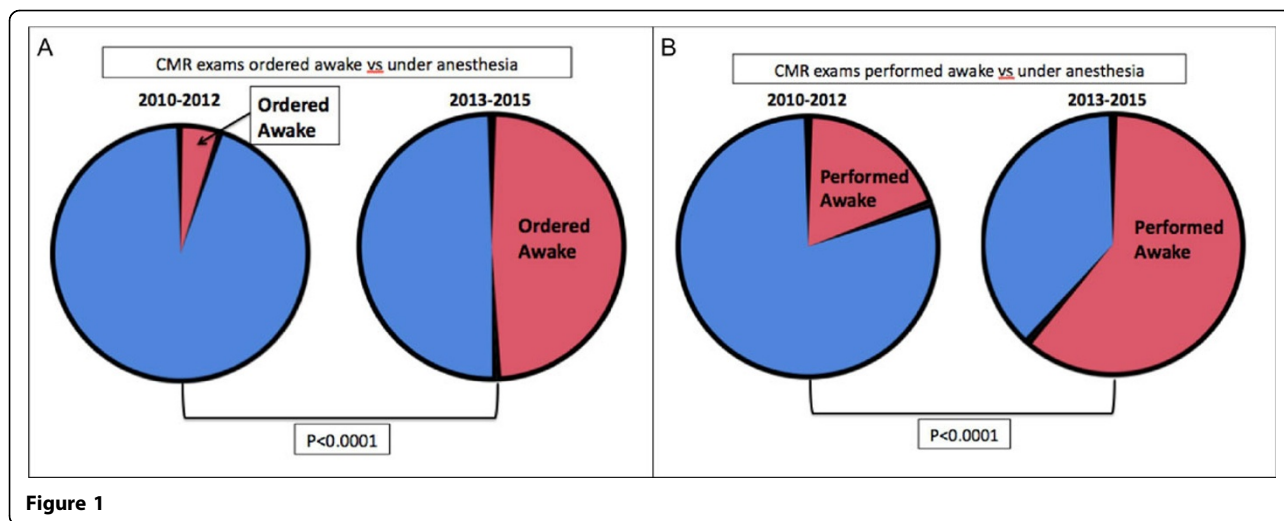 A
CMR exams ordered awake vs under anesthesia
2010-2012
Ordered
Awake
2013-2015
Ordered
Awake
P<0.0001
B
CMR exams performed awake vs under anesthesia
2010-2012
Performed
Awake
2013-2015
Performed
Awake
P<0.0001
Figure 1